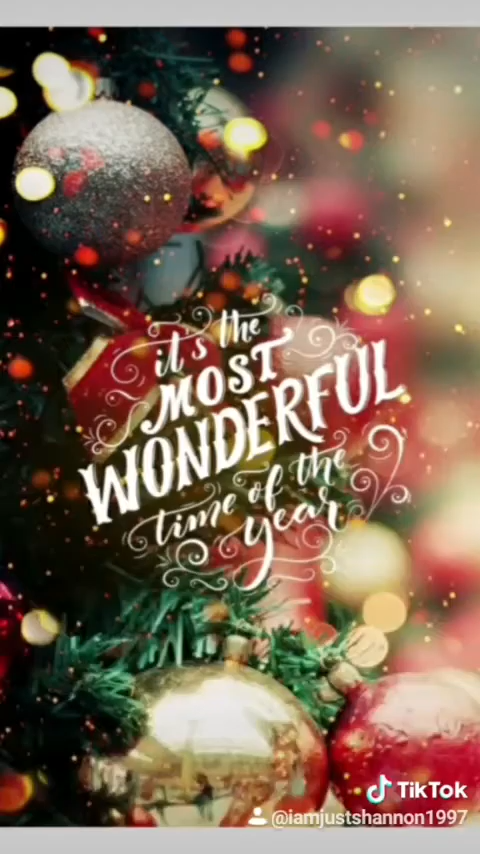 it's the
MOST
WONDERFUL
time of the
year
TikTok
@iamjustshannon1997